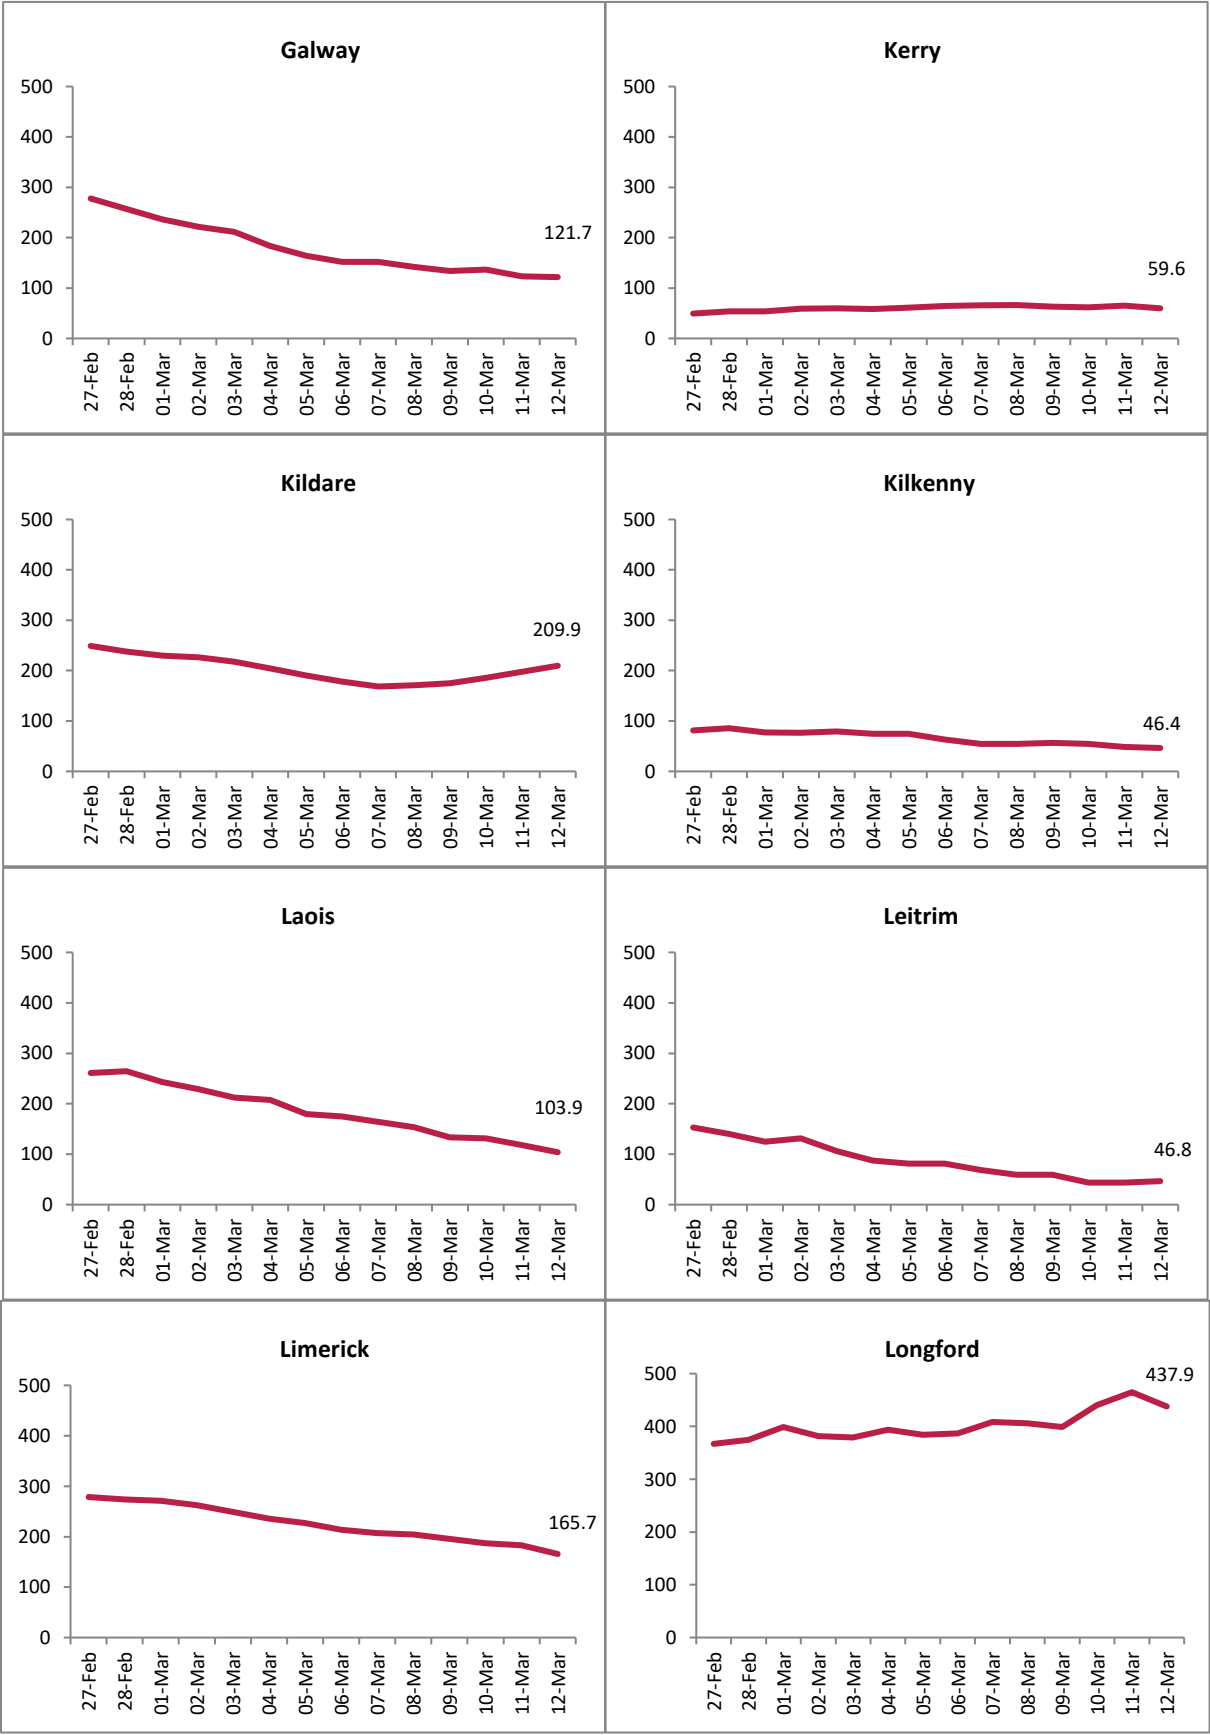 Galway
500
400
300
200
100
0
121.7
27-Feb
28-Feb
01-Mar
02-Mar
03-Mar
04-Mar
05-Mar
06-Mar
07-Mar
08-Mar
09-Mar
10-Mar
11-Mar
12-Mar
Kerry
500
400
300
200
100
0
59.6
27-Feb
28-Feb
01-Mar
02-Mar
03-Mar
04-Mar
05-Mar
06-Mar
07-Mar
08-Mar
09-Mar
10-Mar
11-Mar
12-Mar
Kildare
500
400
300
200
100
0
209.9
27-Feb
28-Feb
01-Mar
02-Mar
03-Mar
04-Mar
05-Mar
06-Mar
07-Mar
08-Mar
09-Mar
10-Mar
11-Mar
12-Mar
Kilkenny
500
400
300
200
100
0
46.4
27-Feb
28-Feb
01-Mar
02-Mar
03-Mar
04-Mar
05-Mar
06-Mar
07-Mar
08-Mar
09-Mar
10-Mar
11-Mar
12-Mar
Laois
500
400
300
200
100
0
103.9
27-Feb
28-Feb
01-Mar
02-Mar
03-Mar
04-Mar
05-Mar
06-Mar
07-Mar
08-Mar
09-Mar
10-Mar
11-Mar
12-Mar
Leitrim
500
400
300
200
100
0
46.8
27-Feb
28-Feb
01-Mar
02-Mar
03-Mar
04-Mar
05-Mar
06-Mar
07-Mar
08-Mar
09-Mar
10-Mar
11-Mar
12-Mar
Limerick
500
400
300
200
100
0
165.7
27-Feb
28-Feb
01-Mar
02-Mar
03-Mar
04-Mar
05-Mar
06-Mar
07-Mar
08-Mar
09-Mar
10-Mar
11-Mar
12-Mar
Longford
500
400
300
200
100
0
437.9
27-Feb
28-Feb
01-Mar
02-Mar
03-Mar
04-Mar
05-Mar
06-Mar
07-Mar
08-Mar
09-Mar
10-Mar
11-Mar
12-Mar